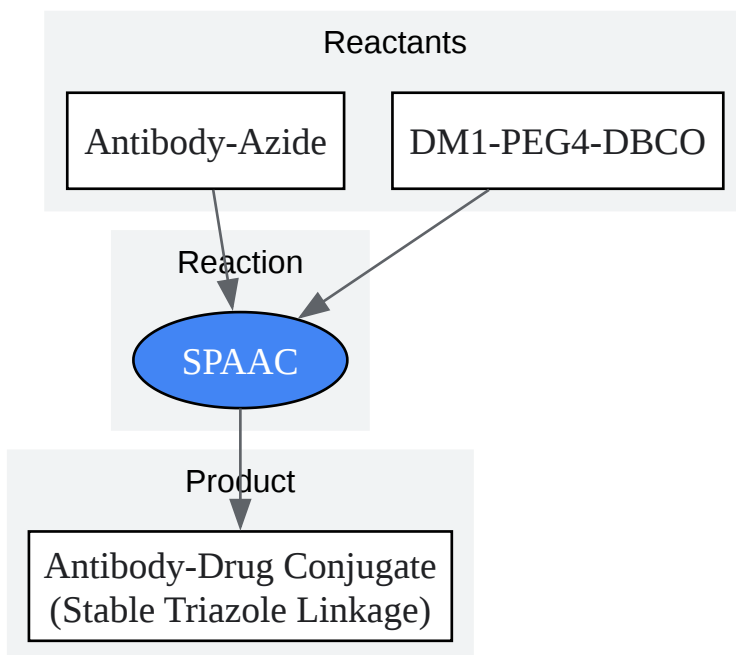 Reactants
Antibody-Azide
DM1-PEG4-DBCO
Reaction
SPAAC
Product
Antibody-Drug Conjugate
(Stable Triazole Linkage)